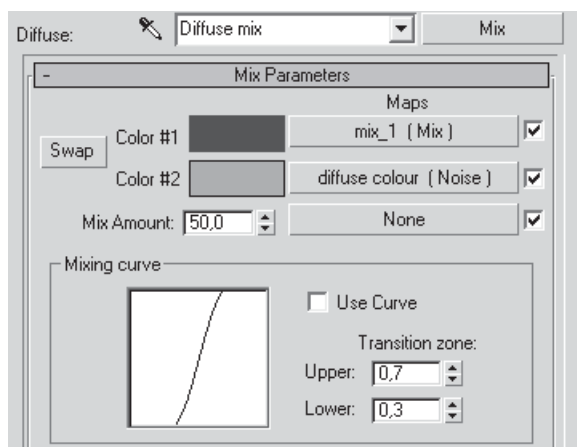 Diffuse: Diffuse mix Mix
- Mix Parameters
Maps
Swap Color #1 mix_1 ( Mix )
Color #2 diffuse colour ( Noise )
Mix Amount: 50,0 None
Mixing curve
Use Curve
Transition zone:
Upper: 0,7
Lower: 0,3